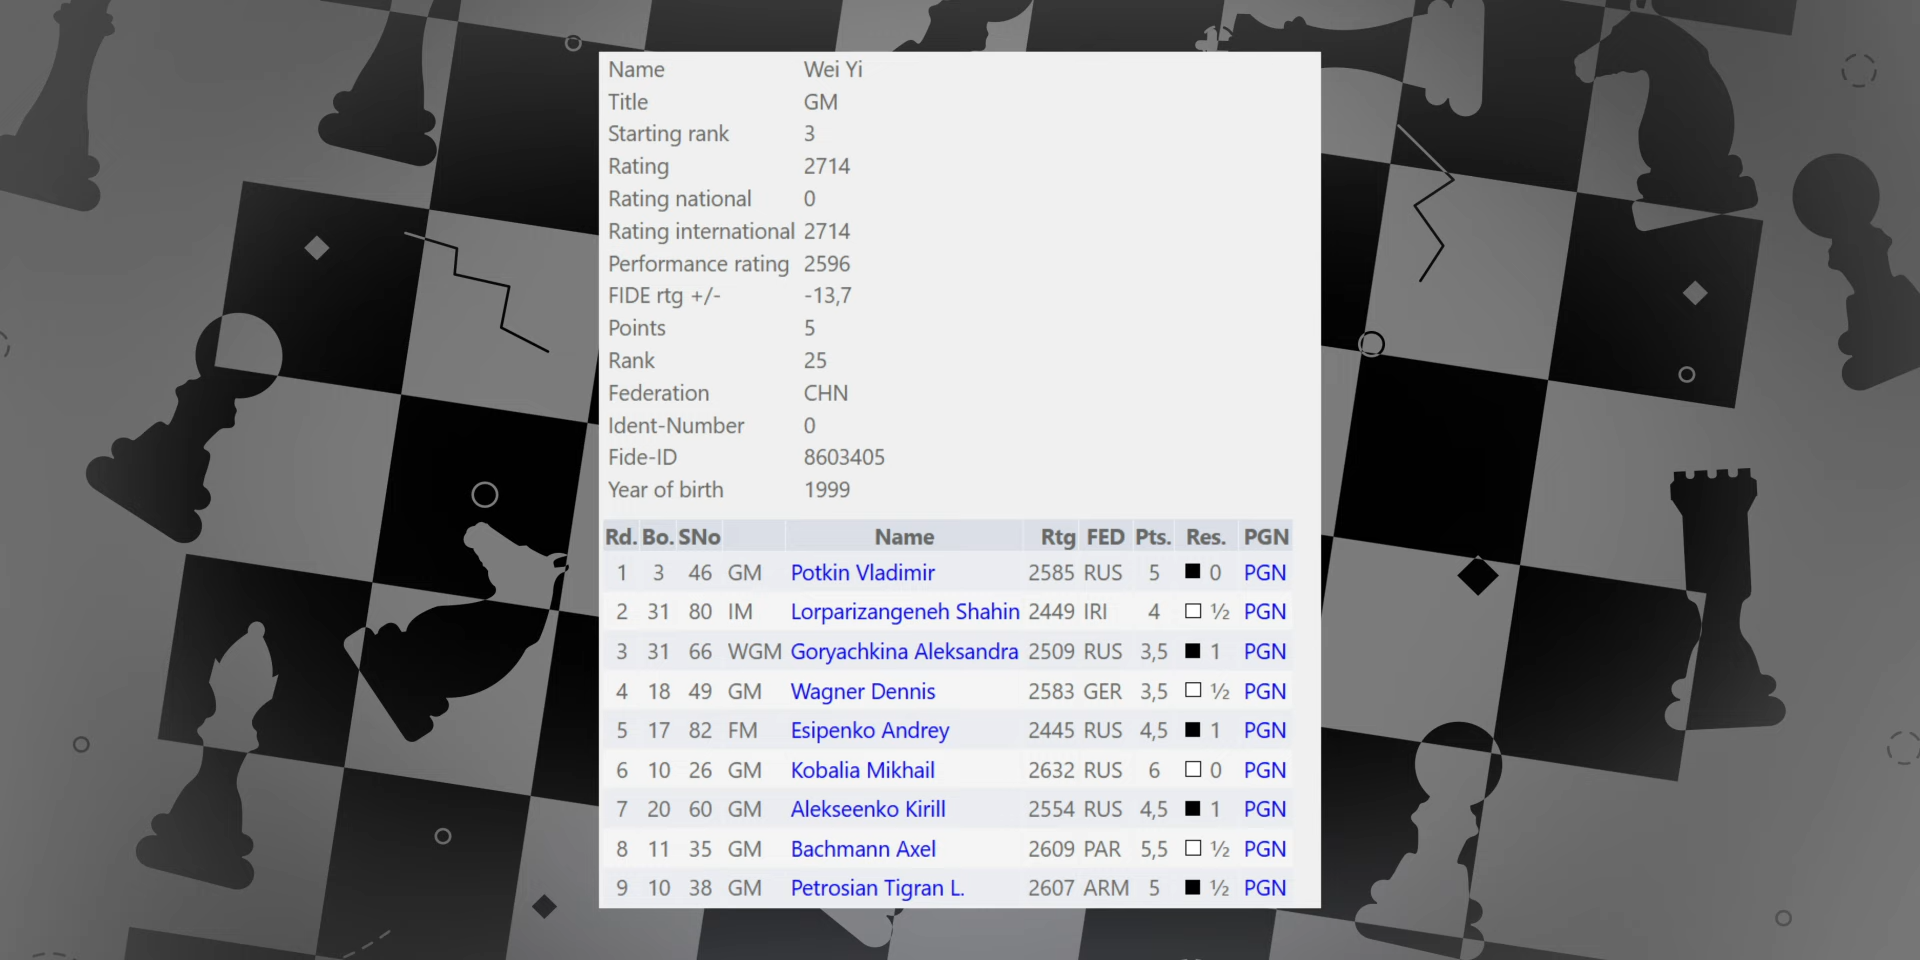 Name Wei Yi
Title GM
Starting rank 3
Rating 2714
Rating national 0
Rating international 2714
Performance rating 2596
FIDE rtg +/- -13,7
Points 5
Rank 25
Federation CHN
Ident-Number 0
Fide-ID 8603405
Year of birth 1999
Rd. Bo. SNo Name Rtg FED Pts. Res. PGN
1 3 46 GM Potkin Vladimir 2585 RUS 5 0 PGN
2 31 80 IM Lorparizangeneh Shahin 2449 IRI 4 ½ PGN
3 31 66 WGM Goryachkina Aleksandra 2509 RUS 3,5 1 PGN
4 18 49 GM Wagner Dennis 2583 GER 3,5 ½ PGN
5 17 82 FM Esipenko Andrey 2445 RUS 4,5 1 PGN
6 10 26 GM Kobalia Mikhail 2632 RUS 6 0 PGN
7 20 60 GM Alekseenko Kirill 2554 RUS 4,5 1 PGN
8 11 35 GM Bachmann Axel 2609 PAR 5,5 ½ PGN
9 10 38 GM Petrosian Tigran L. 2607 ARM 5 ½ PGN